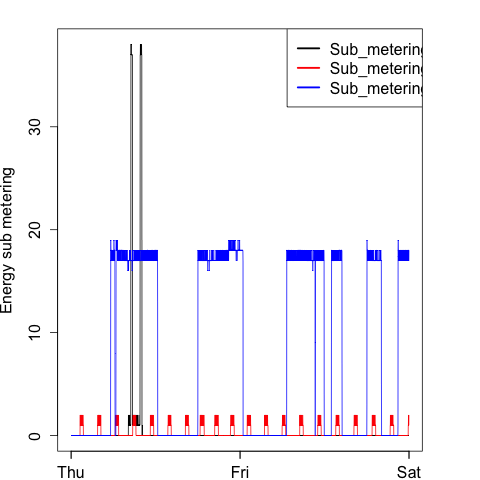 Sub_metering
Sub_metering
Sub_metering
Energy sub metering
30
20
10
0
Thu Fri Sat